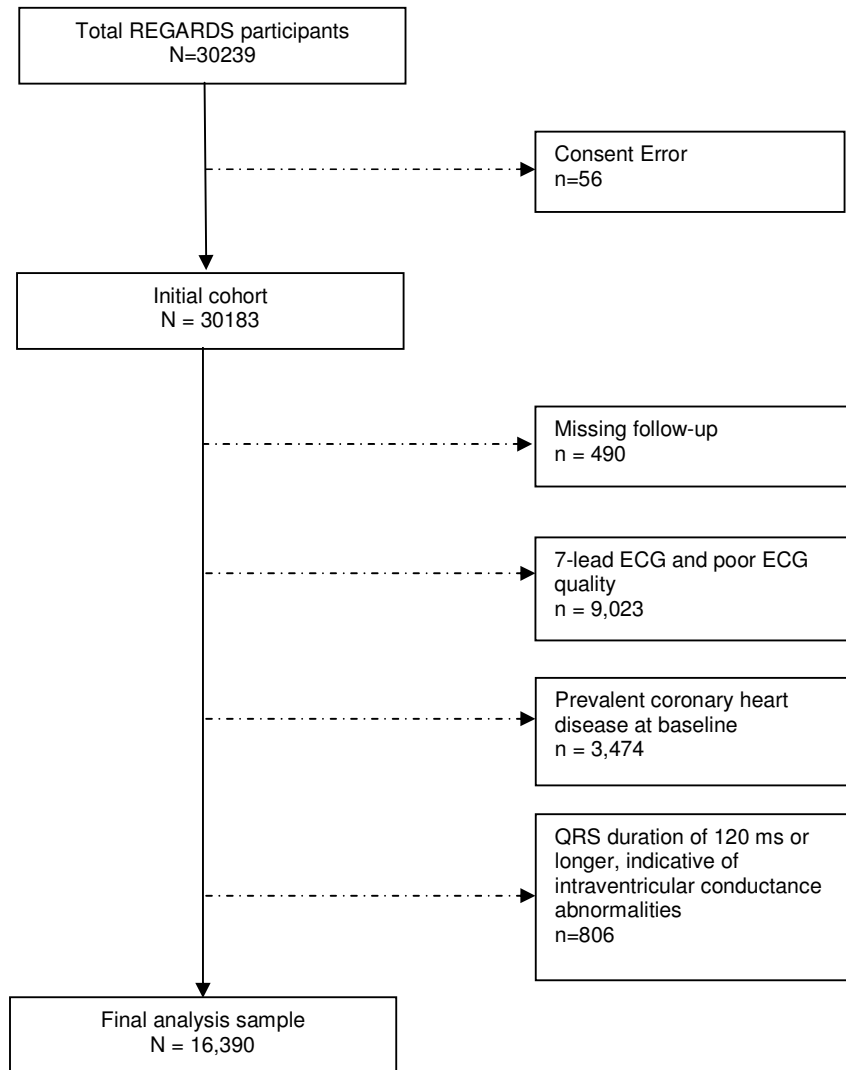 Total REGARDS participants
N=30239
Consent Error
n=56
Initial cohort
N = 30183
Missing follow-up
n = 490
7-lead ECG and poor ECG
quality
n = 9,023
Prevalent coronary heart
disease at baseline
n = 3,474
QRS duration of 120 ms or
longer, indicative of
intraventricular conductance
abnormalities
n=806
Final analysis sample
N = 16,390